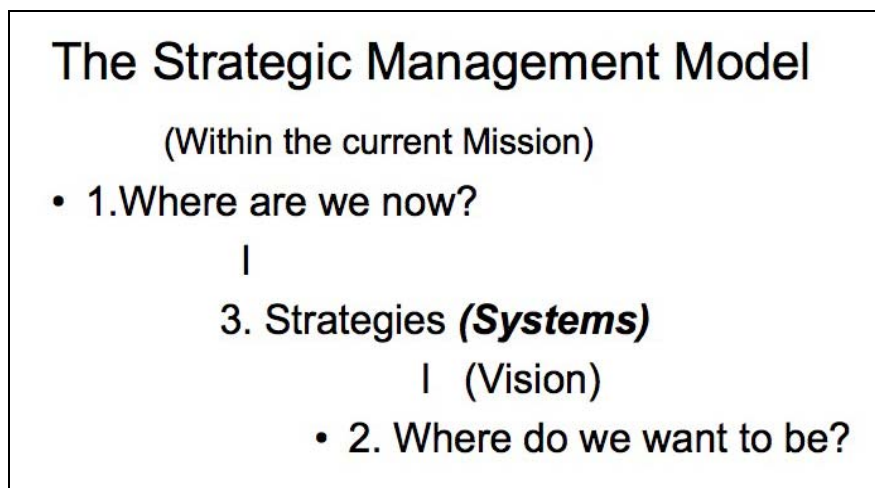 The Strategic Management Model
(Within the current Mission)
• 1.Where are we now?
I
3. Strategies (Systems)
I (Vision)
• 2. Where do we want to be?